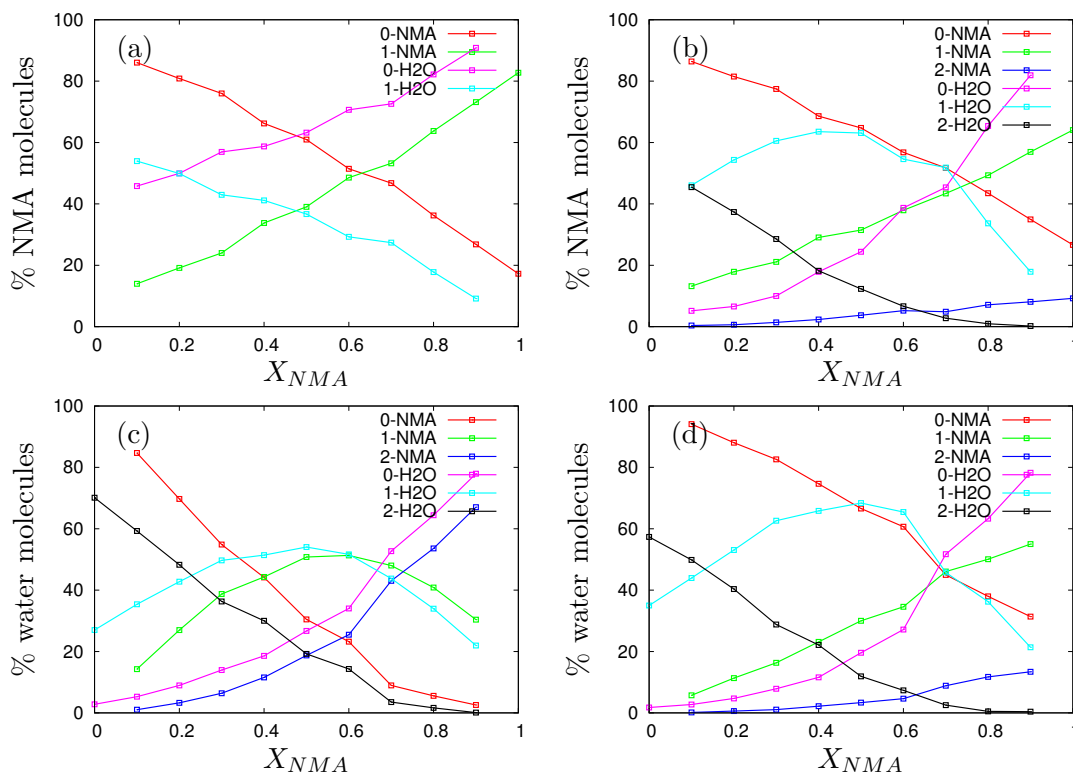 (a)
% NMA molecules
100
80
60
40
20
0
0 0.2 0.4 0.6 0.8 1
X_NMA
0-NMA
1-NMA
0-H2O
1-H2O
(b)
% NMA molecules
100
80
60
40
20
0
0 0.2 0.4 0.6 0.8 1
X_NMA
0-NMA
1-NMA
2-NMA
0-H2O
1-H2O
2-H2O
(c)
% water molecules
100
80
60
40
20
0
0 0.2 0.4 0.6 0.8 1
X_NMA
0-NMA
1-NMA
2-NMA
0-H2O
1-H2O
2-H2O
(d)
% water molecules
100
80
60
40
20
0
0 0.2 0.4 0.6 0.8 1
X_NMA
0-NMA
1-NMA
2-NMA
0-H2O
1-H2O
2-H2O